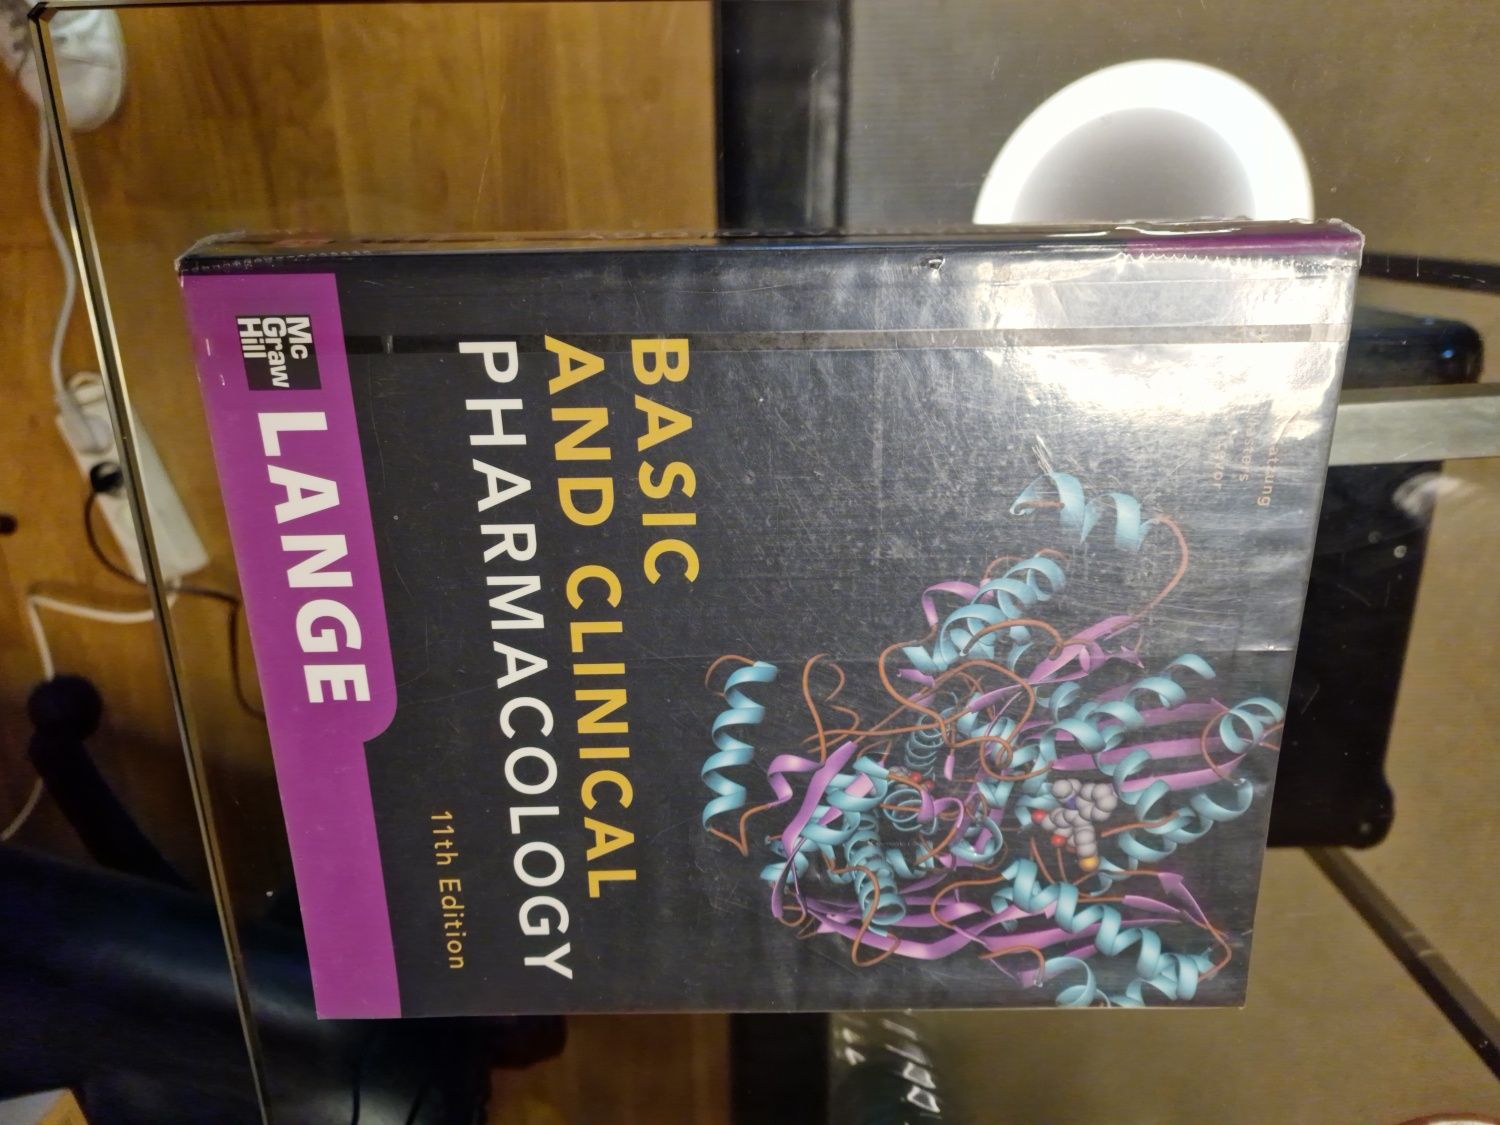 BASIC
AND CLINICAL
PHARMACOLOGY
11th Edition
Mc
Graw
Hill
LANGE